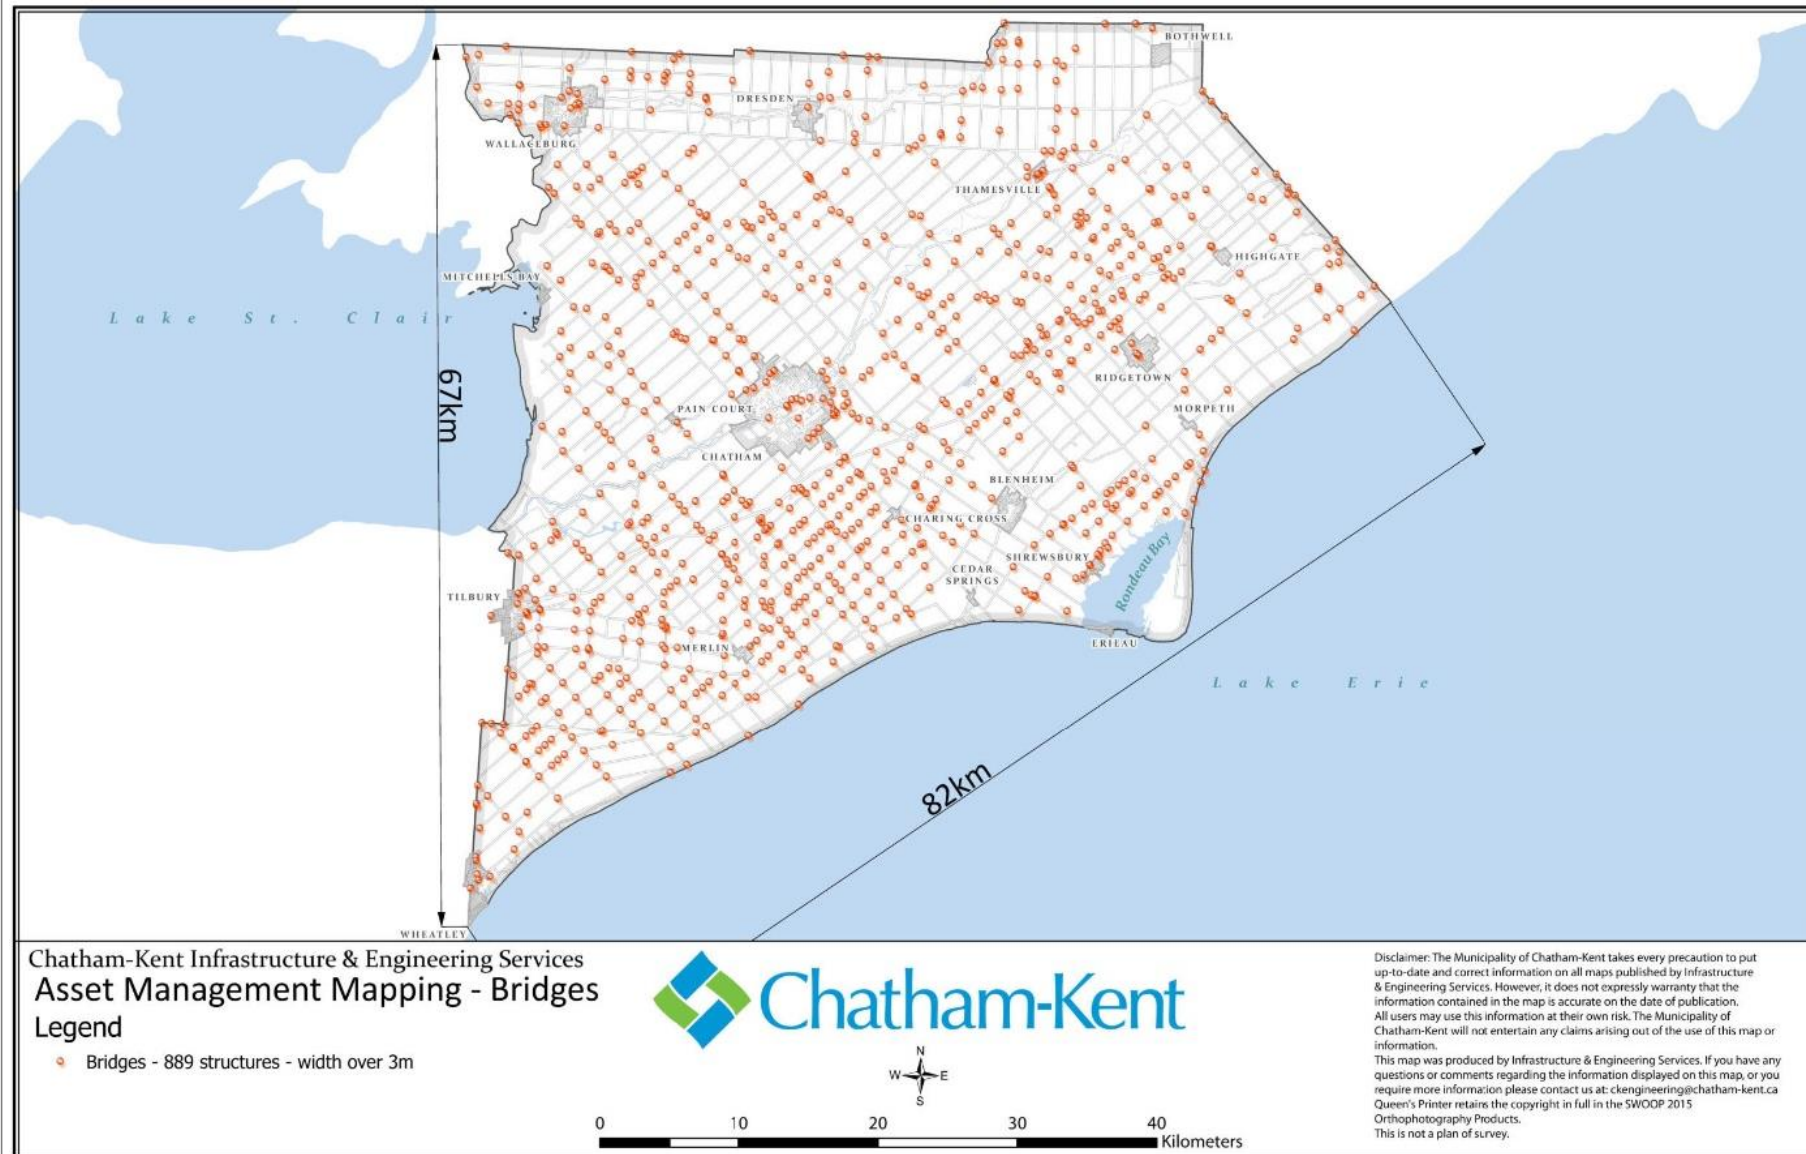 BOTHWELL
DRESDEN
WALLACEBURG
THAMESVILLE
HIGHGATE
MITCHELLS BAY
Lake St. Clair
67km
RIDGETOWN
PAIN COURT
MORPETH
CHATHAM
BLENHEIM
CHARING CROSS
SHREWSBURY
Rondeau Bay
CEDAR
SPRINGS
TILBURY
ERIEAU
MERLIN
Lake Erie
82km
WHEATLEY
Chatham-Kent Infrastructure & Engineering Services
Asset Management Mapping - Bridges
Legend
Bridges - 889 structures - width over 3m
Chatham-Kent
N
W E
S
0 10 20 30 40
Kilometers
Disclaimer: The Municipality of Chatham-Kent takes every precaution to put
up-to-date and correct information on all maps published by Infrastructure
& Engineering Services. However, it does not expressly warranty that the
information contained in the map is accurate on the date of publication.
All users may use this information at their own risk. The Municipality of
Chatham-Kent will not entertain any claims arising out of the use of this map or
information.
This map was produced by Infrastructure & Engineering Services. If you have any
questions or comments regarding the information displayed on this map, or you
require more information please contact us at: ckengineering@chatham-kent.ca
Queen's Printer retains the copyright in full in the SWOOP 2015
Orthophotography Products.
This is not a plan of survey.